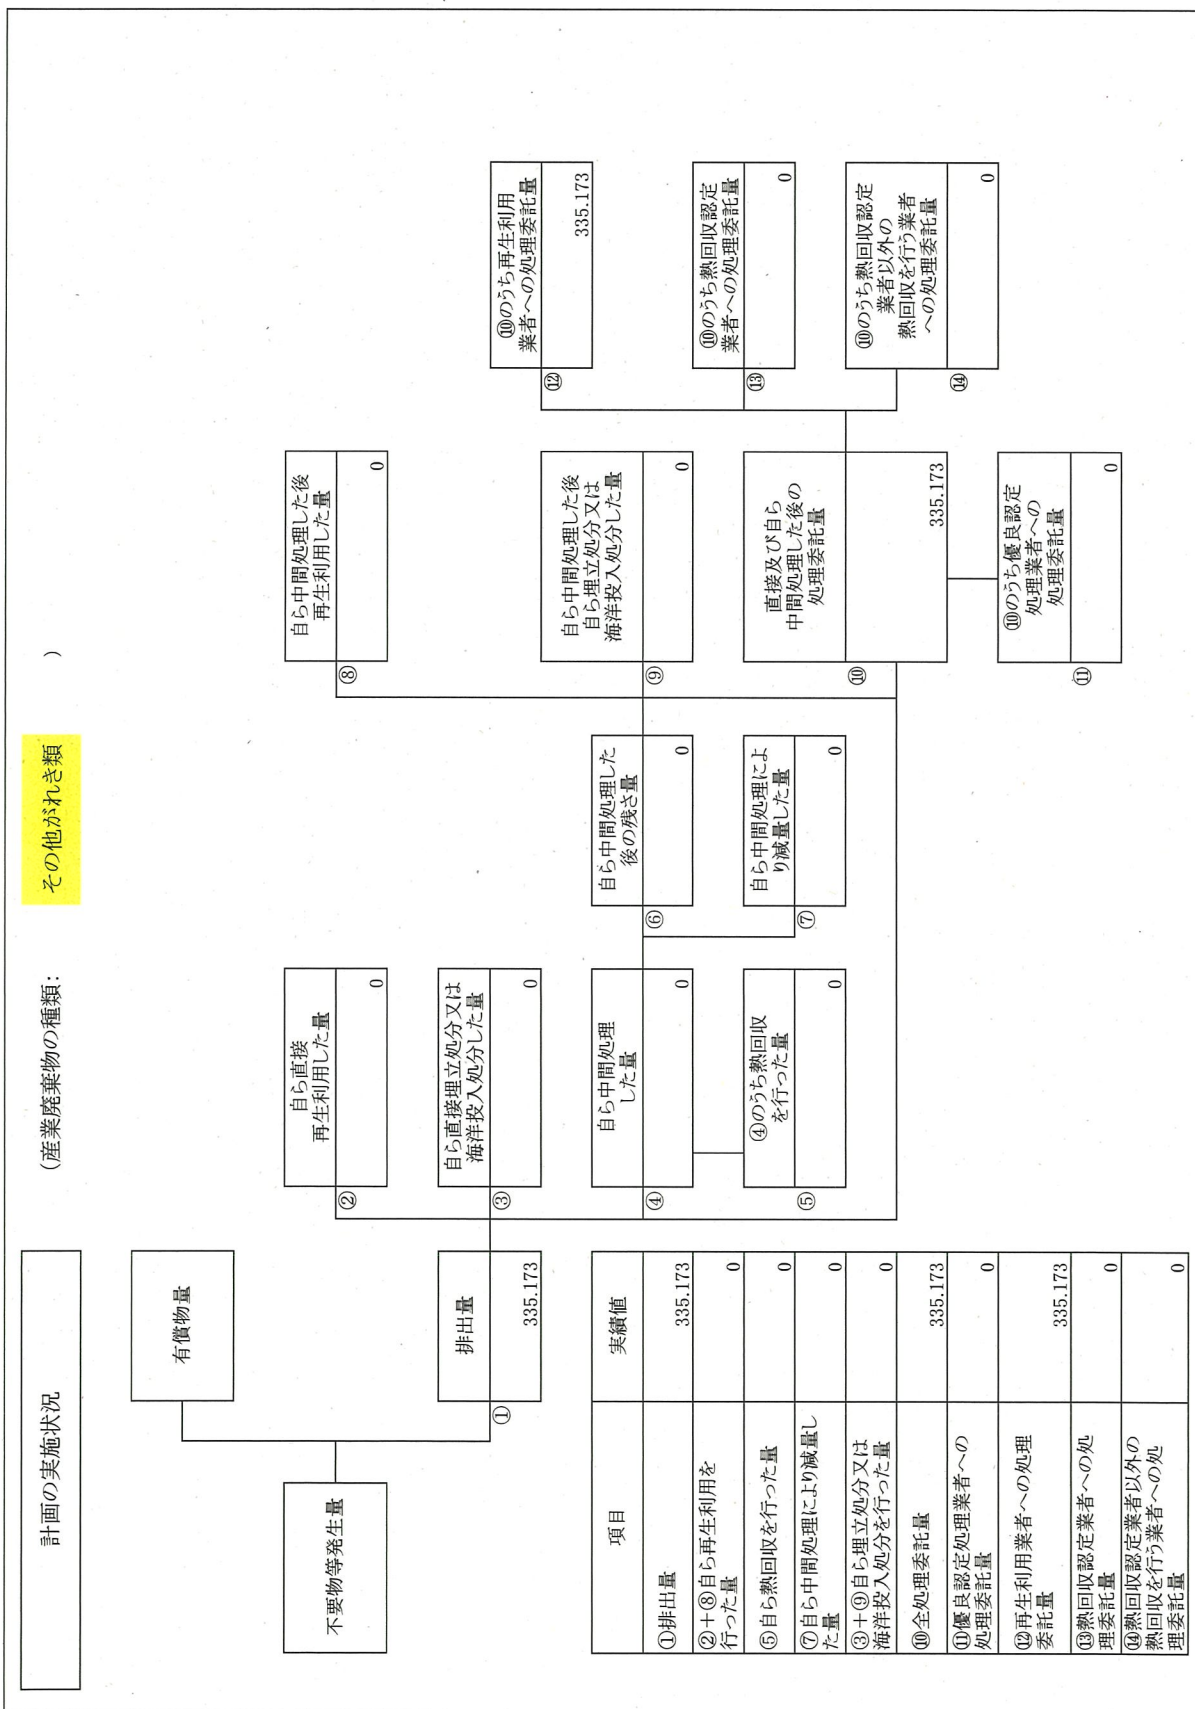 計画の実施状況
(産業廃棄物の種類: その他がれき類 )
不要物等発生量
有償物量
①
排出量
335.173
②
自ら直接
再生利用した量
0
③
自ら直接埋立処分又は
海洋投入処分した量
0
④
自ら中間処理
した量
0
⑤
④のうち熱回収
を行った量
0
⑥
自ら中間処理した
後の残さ量
0
⑦
自ら中間処理によ
り減量した量
0
⑧
自ら中間処理した後
再生利用した量
0
⑨
自ら中間処理した後
自ら埋立処分又は
海洋投入処分した量
0
⑩
直接及び自ら
中間処理した後の
処理委託量
335.173
⑪
⑩のうち優良認定
処理業者への
処理委託量
0
⑫
⑩のうち再生利用
業者への処理委託量
335.173
⑬
⑩のうち熱回収認定
業者への処理委託量
0
⑭
⑩のうち熱回収認定
業者以外の
熱回収を行う業者
への処理委託量
0
項目 実績値
①排出量 335.173
②+⑧自ら再生利用を
行った量 0
⑤自ら熱回収を行った量 0
⑦自ら中間処理により減量し
た量 0
③+⑨自ら埋立処分又は
海洋投入処分を行った量 0
⑩全処理委託量 335.173
⑪優良認定処理業者への
処理委託量 0
⑫再生利用業者への処理
委託量 335.173
⑬熱回収認定業者への処
理委託量 0
⑭熱回収認定業者以外の
熱回収を行う業者への処
理委託量 0